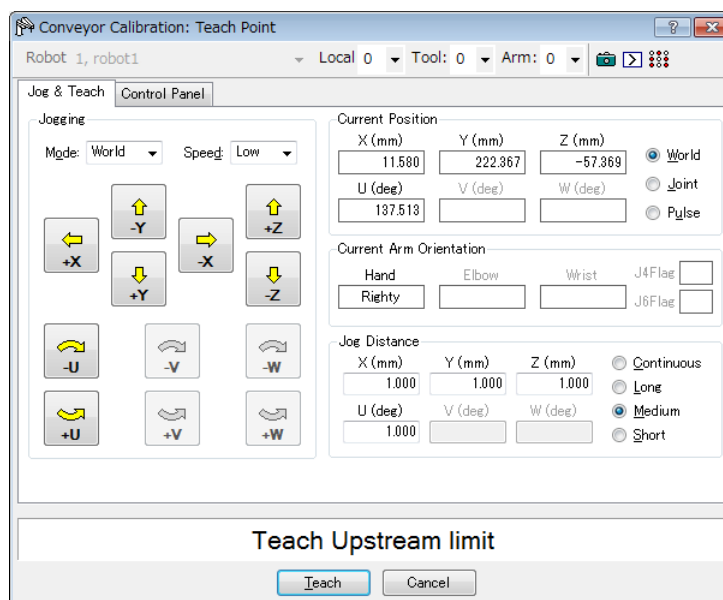 Conveyor Calibration: Teach Point
Robot 1, robot1 Local 0 Tool: 0 Arm: 0
Jog & Teach Control Panel
Jogging
Mode: World Speed: Low
-Y +Z
+X -X
+Y -Z
-U -V -W
+U +V +W
Current Position
X (mm) Y (mm) Z (mm)
11.580 222.367 -57.369
World
U (deg) V (deg) W (deg)
Joint
137.513
Pulse
Current Arm Orientation
Hand Elbow Wrist J4Flag
Righty J6Flag
Jog Distance
X (mm) Y (mm) Z (mm) Continuous
1.000 1.000 1.000 Long
U (deg) V (deg) W (deg) Medium
1.000 Short
Teach Upstream limit
Teach Cancel